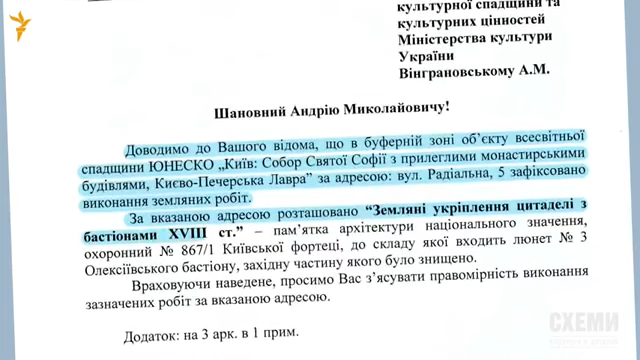 культурної спадщини та
культурних цінностей
Міністерства культури
України
Вінграновському А.М.
Шановний Андрію Миколайовичу!
Доводимо до Вашого відома, що в буферній зоні об’єкту всесвітньої
спадщини ЮНЕСКО „Київ: Собор Святої Софії з прилеглими монастирськими
будівлями, Києво-Печерська Лавра” за адресою: вул. Радіальна, 5 зафіксовано
виконання земляних робіт.
За вказаною адресою розташовано “Земляні укріплення цитаделі з
бастіонами XVIII ст.” – пам’ятка архітектури національного значення,
охоронний № 867/1 Київської фортеці, до складу якої входить люнет № 3
Олексіївського бастіону, західну частину якого було знищено.
Враховуючи наведене, просимо Вас з’ясувати правомірність виконання
зазначених робіт за вказаною адресою.
Додаток: на 3 арк. в 1 прим.
СХЕМИ